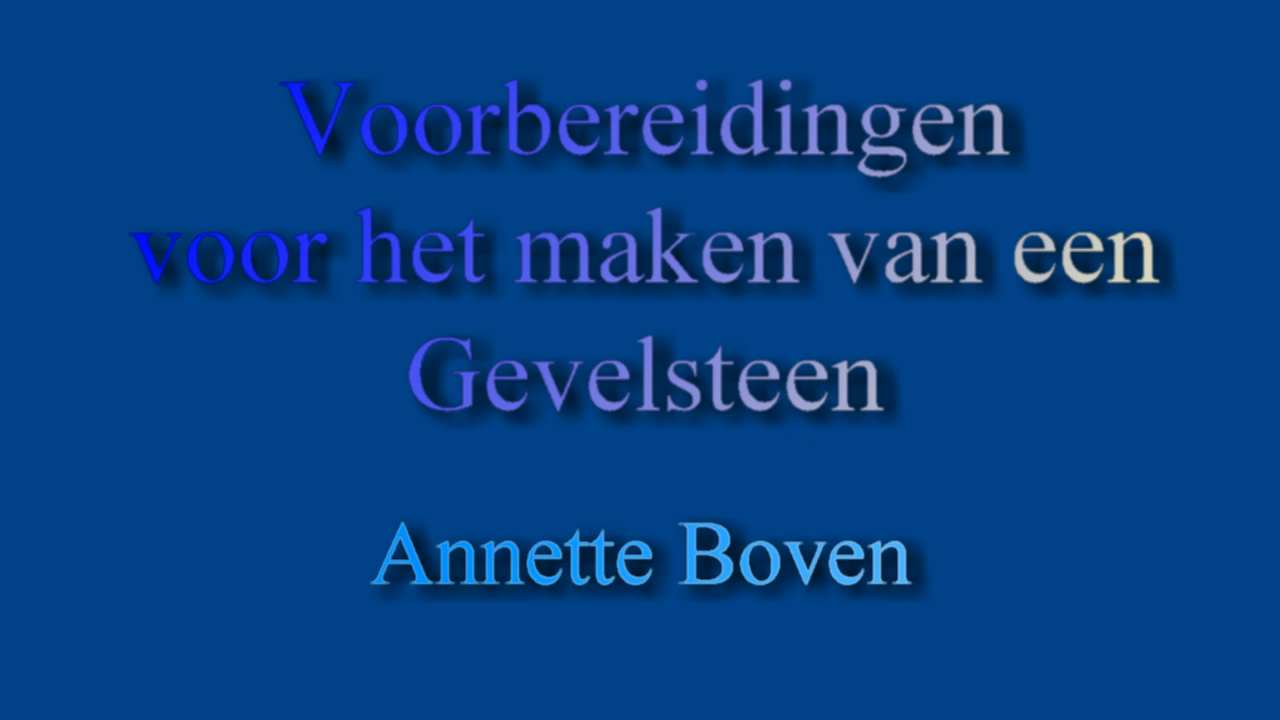 Voorbereidingen
voor het maken van een
Gevelsteen
Annette Boven